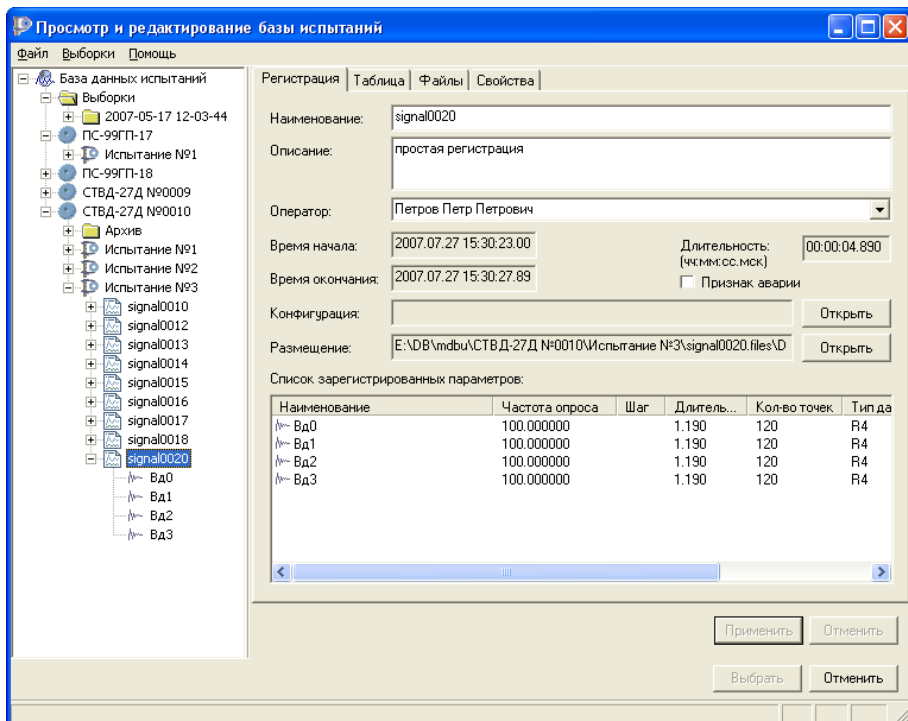 Просмотр и редактирование базы испытаний
Файл Выборки Помощь
База данных испытаний
Выборки
2007-05-17 12-03-44
ПС-99ГП-17
Испытание №1
ПС-99ГП-18
СТВД-27Д №0009
СТВД-27Д №0010
Архив
Испытание №1
Испытание №2
Испытание №3
signal0010
signal0012
signal0013
signal0014
signal0015
signal0016
signal0017
signal0018
signal0020
Вд0
Вд1
Вд2
Вд3
Регистрация Таблица Файлы Свойства
Наименование: signal0020
Описание: простая регистрация
Оператор: Петров Петр Петрович
Время начала: 2007.07.27 15:30:23.00 Длительность: 00:00:04.890
(чч:мм:сс.мск)
Время окончания: 2007.07.27 15:30:27.89
Признак аварии
Конфигурация: Открыть
Размещение: E:\DB\mdbu\СТВД-27Д №0010\Испытание №3\signal0020.files\D Открыть
Список зарегистрированных параметров:
Наименование Частота опроса Шаг Длитель... Кол-во точек Тип да
Вд0 100.000000 1.190 120 R4
Вд1 100.000000 1.190 120 R4
Вд2 100.000000 1.190 120 R4
Вд3 100.000000 1.190 120 R4
Применить Отменить
Выбрать Отменить